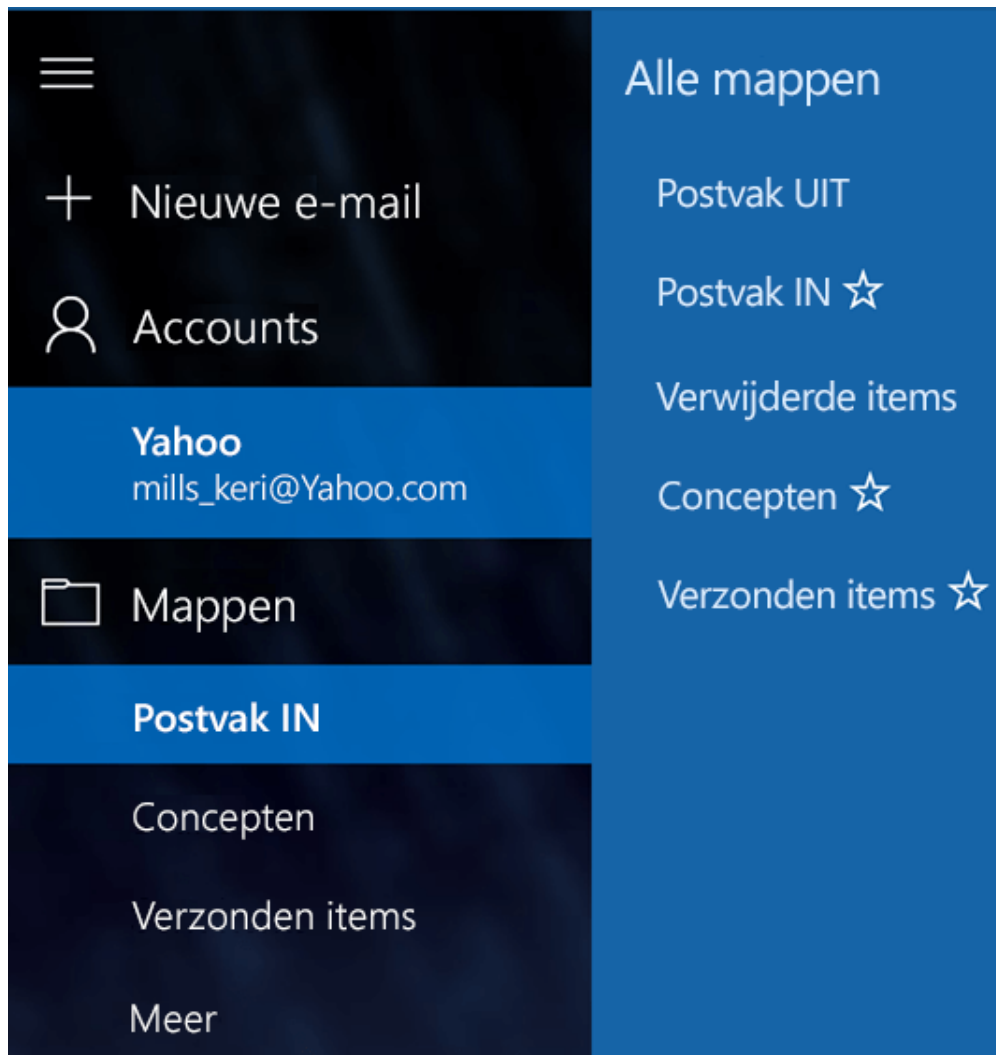 Nieuwe e-mail
Accounts
Yahoo
mills_keri@Yahoo.com
Mappen
Postvak IN
Concepten
Verzonden items
Meer
Alle mappen
Postvak UIT
Postvak IN
Verwijderde items
Concepten
Verzonden items